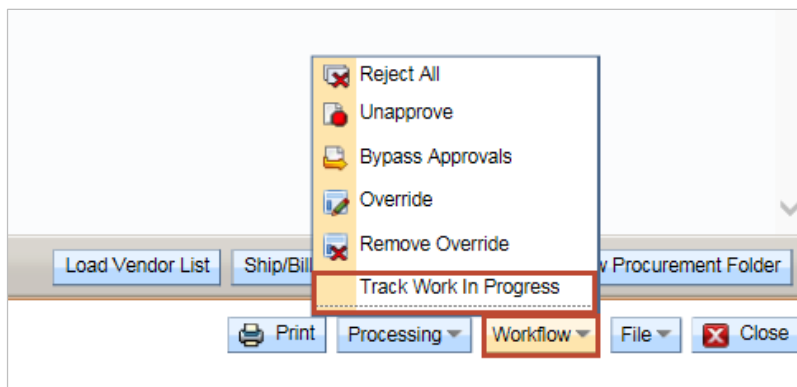 Reject All
Unapprove
Bypass Approvals
Override
Remove Override
Track Work In Progress
Load Vendor List Ship/Bill Procurement Folder
Print Processing Workflow File Close